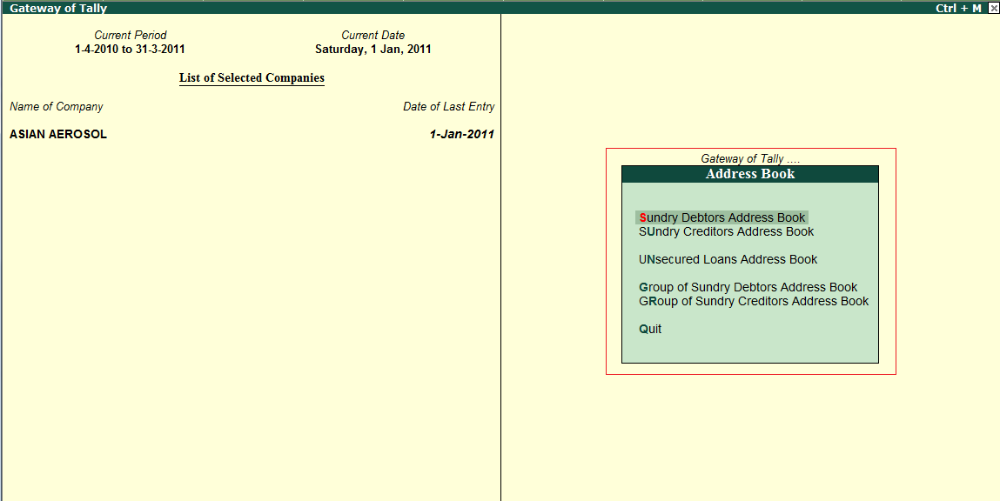 Gateway of Tally Ctrl + M
Current Period Current Date
1-4-2010 to 31-3-2011 Saturday, 1 Jan, 2011
List of Selected Companies
Name of Company Date of Last Entry
ASIAN AEROSOL 1-Jan-2011
Gateway of Tally ....
Address Book
Sundry Debtors Address Book
SUndry Creditors Address Book
UNsecured Loans Address Book
Group of Sundry Debtors Address Book
GRoup of Sundry Creditors Address Book
Quit